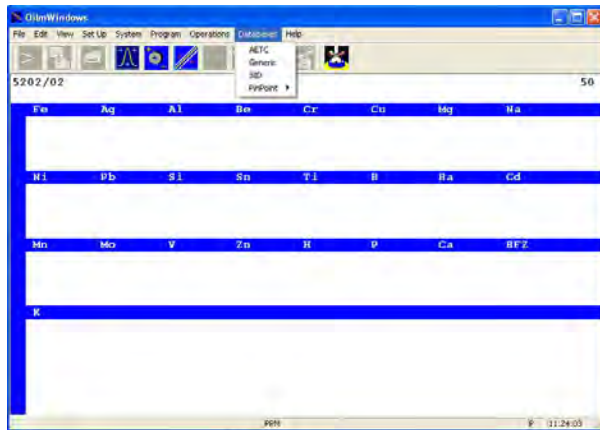 OilmWindows
File Edit View Set Up System Program Operations Databases Help
AETC
Generic
SID
PinPoint
5202/02 50
Fe Ag Al Be Cr Cu Mg Na
Ni Pb Si Sn Ti B Ba Cd
Mn Mo V Zn H P Ca BFZ
K
PRN P 11:24:03